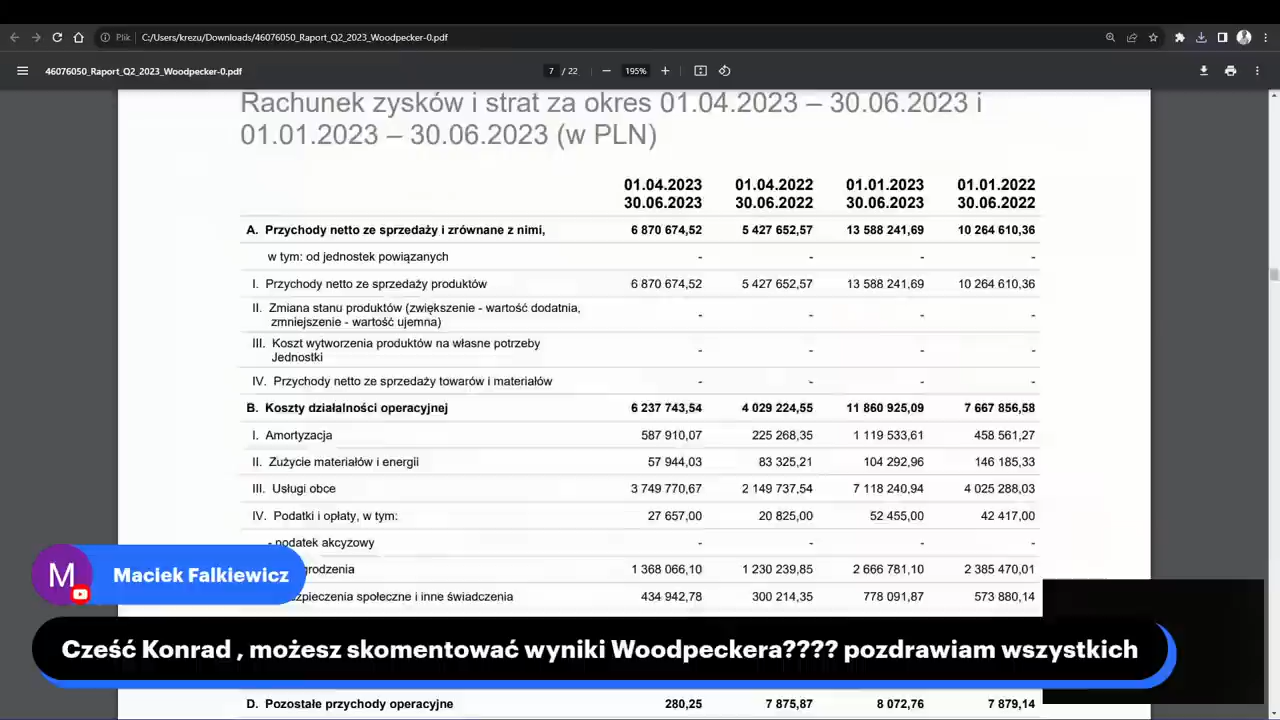 Plik C:/Users/krezu/Downloads/46076050_Raport_Q2_2023_Woodpecker-0.pdf
46076050_Raport_Q2_2023_Woodpecker-0.pdf 7 / 22 195%
Rachunek zysków i strat za okres 01.04.2023 – 30.06.2023 i
01.01.2023 – 30.06.2023 (w PLN)
01.04.2023 01.04.2022 01.01.2023 01.01.2022
30.06.2023 30.06.2022 30.06.2023 30.06.2022
A. Przychody netto ze sprzedaży i zrównane z nimi, 6 870 674,52 5 427 652,57 13 588 241,69 10 264 610,36
w tym: od jednostek powiązanych - - - -
I. Przychody netto ze sprzedaży produktów 6 870 674,52 5 427 652,57 13 588 241,69 10 264 610,36
II. Zmiana stanu produktów (zwiększenie - wartość dodatnia,
zmniejszenie - wartość ujemna) - - - -
III. Koszt wytworzenia produktów na własne potrzeby
Jednostki - - - -
IV. Przychody netto ze sprzedaży towarów i materiałów - - - -
B. Koszty działalności operacyjnej 6 237 743,54 4 029 224,55 11 860 925,09 7 667 856,58
I. Amortyzacja 587 910,07 225 268,35 1 119 533,61 458 561,27
II. Zużycie materiałów i energii 57 944,03 83 325,21 104 292,96 146 185,33
III. Usługi obce 3 749 770,67 2 149 737,54 7 118 240,94 4 025 288,03
IV. Podatki i opłaty, w tym: 27 657,00 20 825,00 52 455,00 42 417,00
- podatek akcyzowy - - - -
grodzenia 1 368 066,10 1 230 239,85 2 666 781,10 2 385 470,01
zpieczenia społeczne i inne świadczenia 434 942,78 300 214,35 778 091,87 573 880,14
M Maciek Falkiewicz
Cześć Konrad , możesz skomentować wyniki Woodpeckera???? pozdrawiam wszystkich
D. Pozostałe przychody operacyjne 280,25 7 875,87 8 072,76 7 879,14